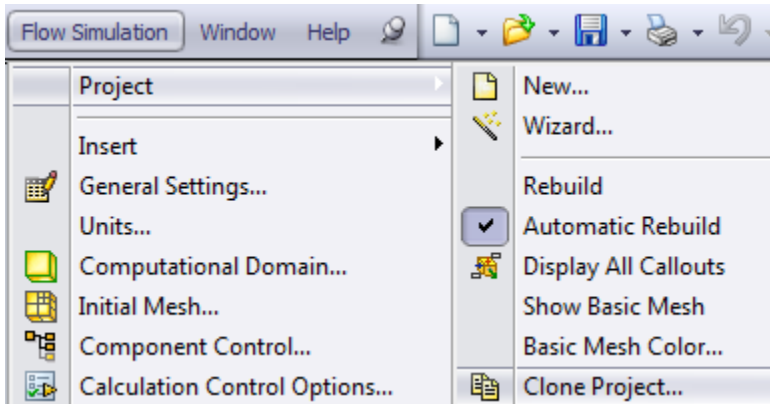 Flow Simulation Window Help
Project
Insert
General Settings...
Units...
Computational Domain...
Initial Mesh...
Component Control...
Calculation Control Options...
New...
Wizard...
Rebuild
Automatic Rebuild
Display All Callouts
Show Basic Mesh
Basic Mesh Color...
Clone Project...